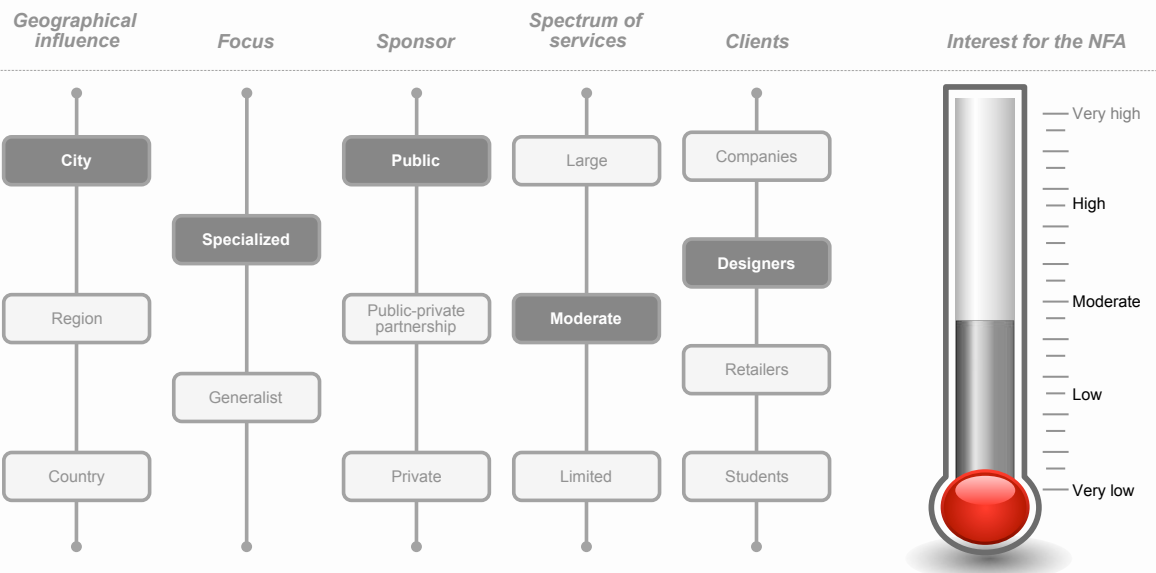 Geographical
influence
Focus
Sponsor
Spectrum of
services
Clients
Interest for the NFA
City
Region
Country
Specialized
Generalist
Public
Public-private
partnership
Private
Large
Moderate
Limited
Companies
Designers
Retailers
Students
Very high
High
Moderate
Low
Very low